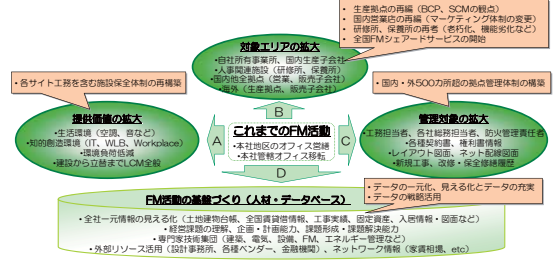 ・生産拠点の再編（BCP、SCMの観点）
・国内営業店の再編（マーケティング体制の変更）
・研修所、保養所の再考（老朽化、機能劣化など）
・全国FMシェアードサービスの開始
対象エリアの拡大
・自社所有事業所、国内生産子会社
・人事関連施設（研修所、保養所）
・国内他拠点（営業、販売子会社）
・海外（生産拠点、販売子会社）
・各サイト工務を含む施設保全体制の再構築
・国内・外500カ所超の拠点管理体制の構築
提供価値の拡大
・生活環境（空調、音など）
・知的創造環境（IT、WLB、Workplace）
・環境負荷低減
・建設から立替までLCM全般
B
A
これまでのFM活動
・本社地区のオフィス営繕
・本社管轄オフィス移転
C
D
管理対象の拡大
・工務担当者、各社総務担当者、防火管理責任者
・各種契約書、権利書情報
・レイアウト図面、ネット配線図面
・新規工事、改修・保全修繕履歴
・データの一元化、見える化とデータの充実
・データの戦略活用
FM活動の基盤づくり（人材・データベース）
・全社一元情報の見える化（土地建物台帳、全国賃貸借情報、工事実績、固定資産、入居情報・図面など）
・経営課題の理解、企画・計画能力、課題形成・課題解決能力
・専門家技術集団（建築、電気、設備、FM、エネルギー管理など）
・外部リソース活用（設計事務所、各種ベンダー、金融機関）、ネットワーク情報（家賃相場、etc）